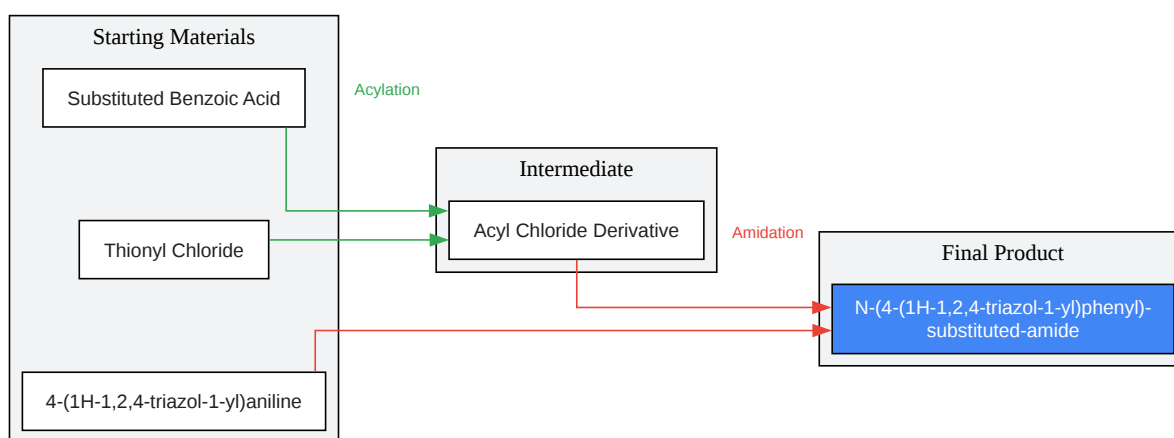 Starting Materials
Substituted Benzoic Acid
Acylation
Intermediate
Thionyl Chloride
Acyl Chloride Derivative
Amidation
Final Product
N-(4-(1H-1,2,4-triazol-1-yl)phenyl)-
substituted-amide
4-(1H-1,2,4-triazol-1-yl)aniline